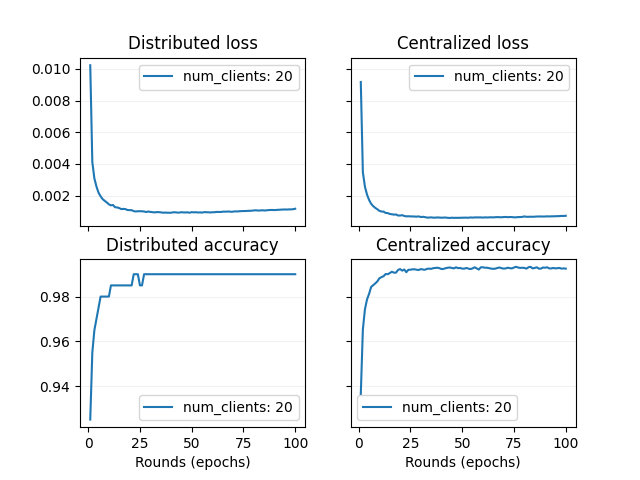 Distributed loss
Centralized loss
0.010
0.008
0.006
0.004
0.002
num_clients: 20
num_clients: 20
Distributed accuracy
Centralized accuracy
0.98
0.96
0.94
num_clients: 20
num_clients: 20
0 25 50 75 100
0 25 50 75 100
Rounds (epochs)
Rounds (epochs)